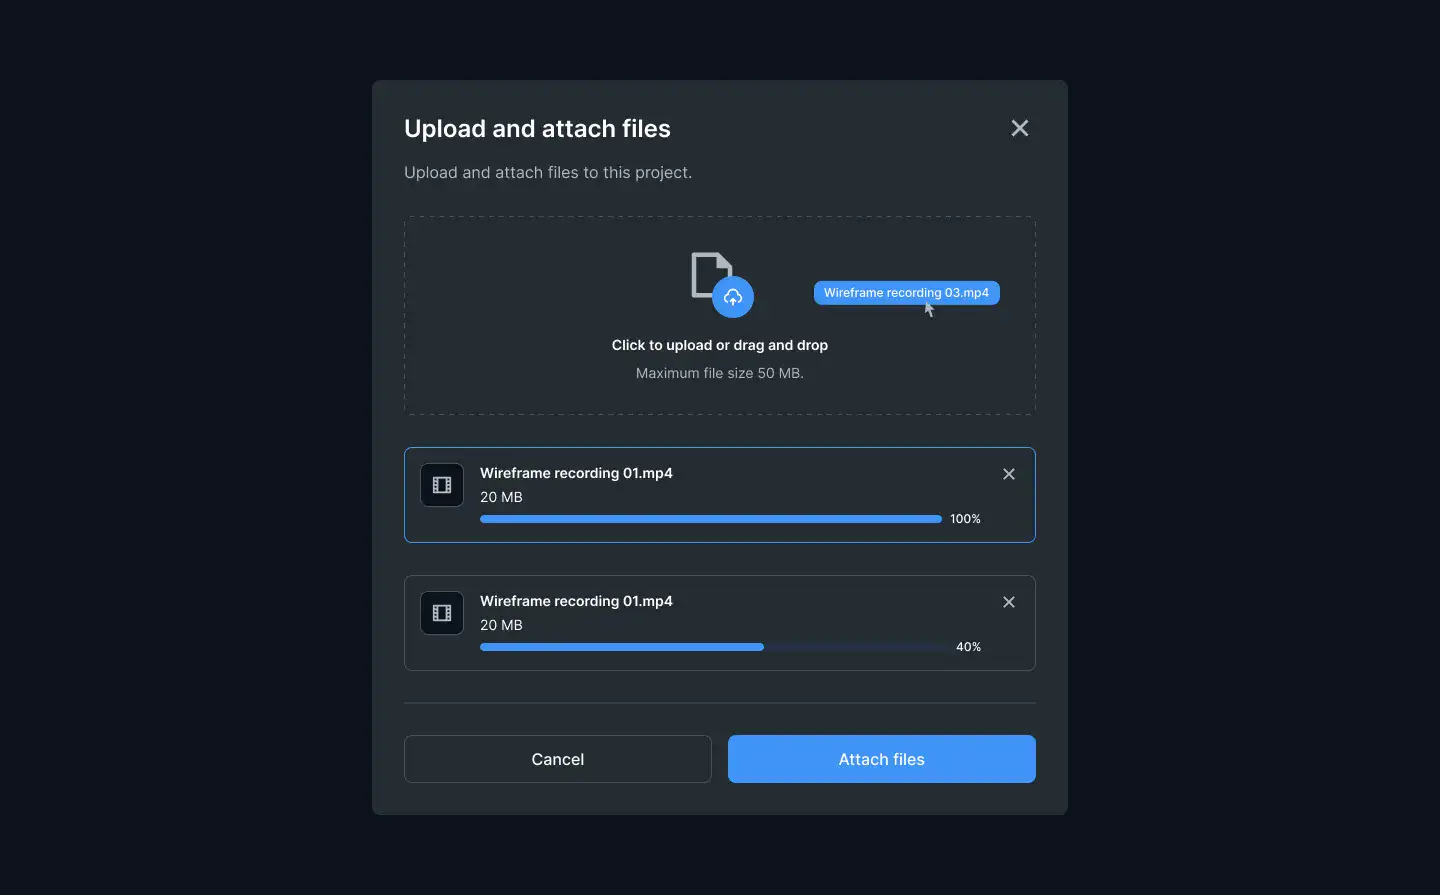 Upload and attach files
Upload and attach files to this project.
Wireframe recording 03.mp4
Click to upload or drag and drop
Maximum file size 50 MB.
Wireframe recording 01.mp4
20 MB
100%
Wireframe recording 01.mp4
20 MB
40%
Cancel
Attach files